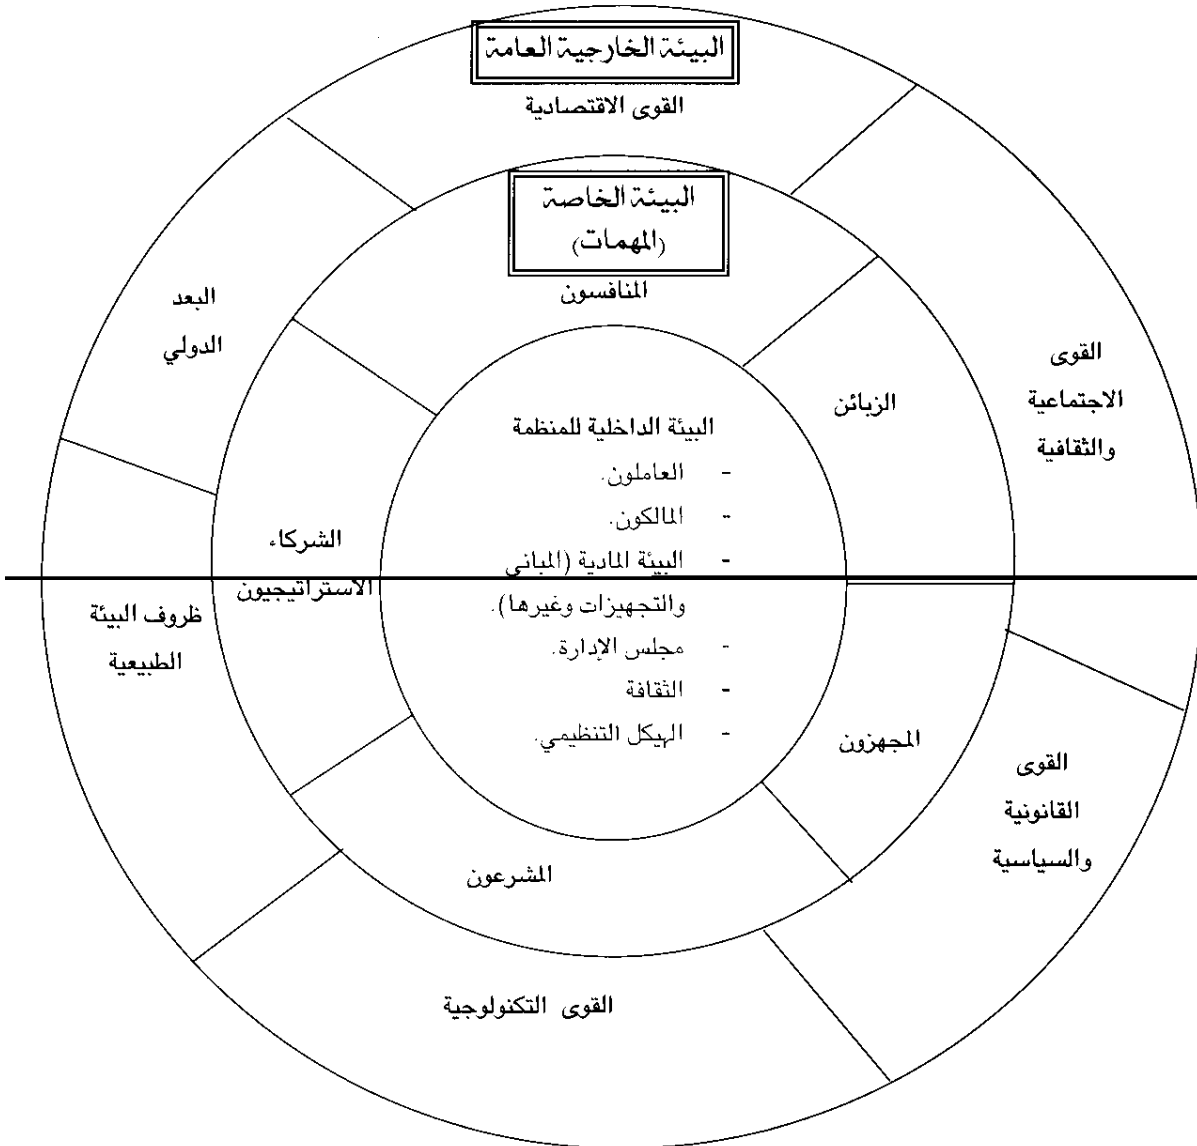 البيئة الخارجية العامة
القوى الاقتصادية
البيئة الخاصة
(المهمات)
المنافسون
البعد
الدولي
القوى
الاجتماعية
والثقافية
الزبائن
البيئة الداخلية للمنظمة
- العاملون.
- المالكون.
- البيئة المادية (المباني
والتجهيزات وغيرها).
- مجلس الإدارة.
- الثقافة
- الهيكل التنظيمي.
الشركاء
الاستراتيجيون
ظروف البيئة
الطبيعية
المجهزون
القوى
القانونية
والسياسية
المشرعون
القوى التكنولوجية